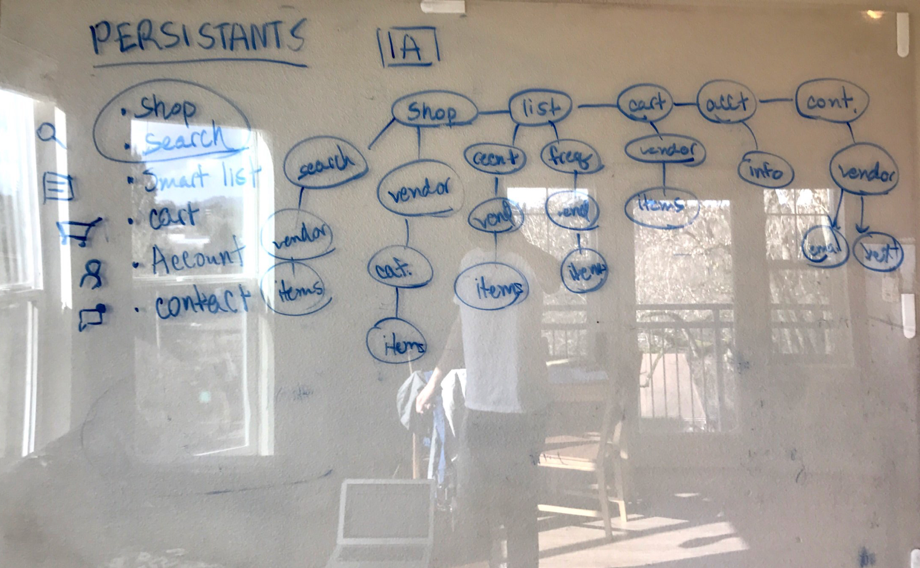 PERSISTANTS
IA
• shop
• search
• Smart list
• cart
• Account
• contact
shop
list
cart
acct
cont.
search
vendor
items
vendor
cat.
items
recent
vend
items
freqs
vend
items
vendor
items
info
vendor
email
text